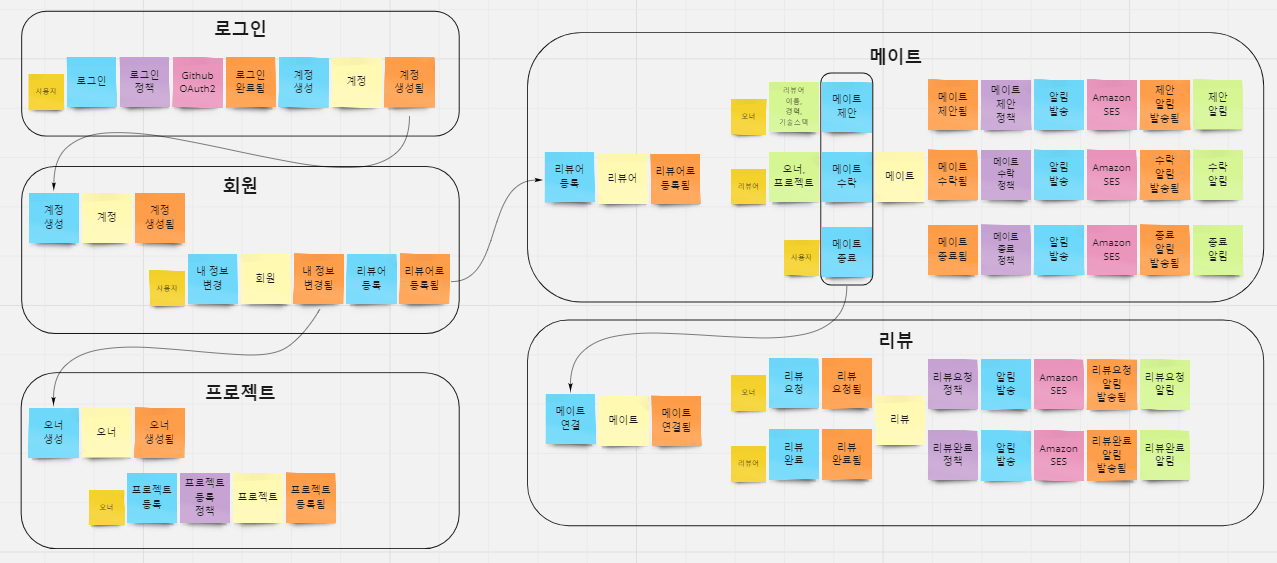 로그인
사용자
로그인
로그인
정책
Github
OAuth2
로그인
완료됨
계정
생성
계정
계정
생성됨
회원
계정
생성
계정
계정
생성됨
사용자
내 정보
변경
회원
내 정보
변경됨
리뷰어
등록
리뷰어로
등록됨
프로젝트
오너
생성
오너
오너
생성됨
오너
프로젝트
등록
프로젝트
등록
정책
프로젝트
프로젝트
등록됨
메이트
리뷰어
등록
리뷰어
리뷰어로
등록됨
오너
리뷰어
이름,
경력,
기술스택
메이트
제안
메이트
제안됨
메이트
제안
정책
알림
발송
Amazon
SES
제안
알림
발송됨
제안
알림
리뷰어
오너,
프로젝트
메이트
수락
메이트
메이트
수락됨
메이트
수락
정책
알림
발송
Amazon
SES
수락
알림
발송됨
수락
알림
사용자
메이트
종료
메이트
종료됨
메이트
종료
정책
알림
발송
Amazon
SES
종료
알림
발송됨
종료
알림
리뷰
메이트
연결
메이트
메이트
연결됨
오너
리뷰
요청
리뷰
요청됨
리뷰
리뷰요청
정책
알림
발송
Amazon
SES
리뷰요청
알림
발송됨
리뷰요청
알림
리뷰어
리뷰
완료
리뷰
완료됨
리뷰완료
정책
알림
발송
Amazon
SES
리뷰완료
알림
발송됨
리뷰완료
알림